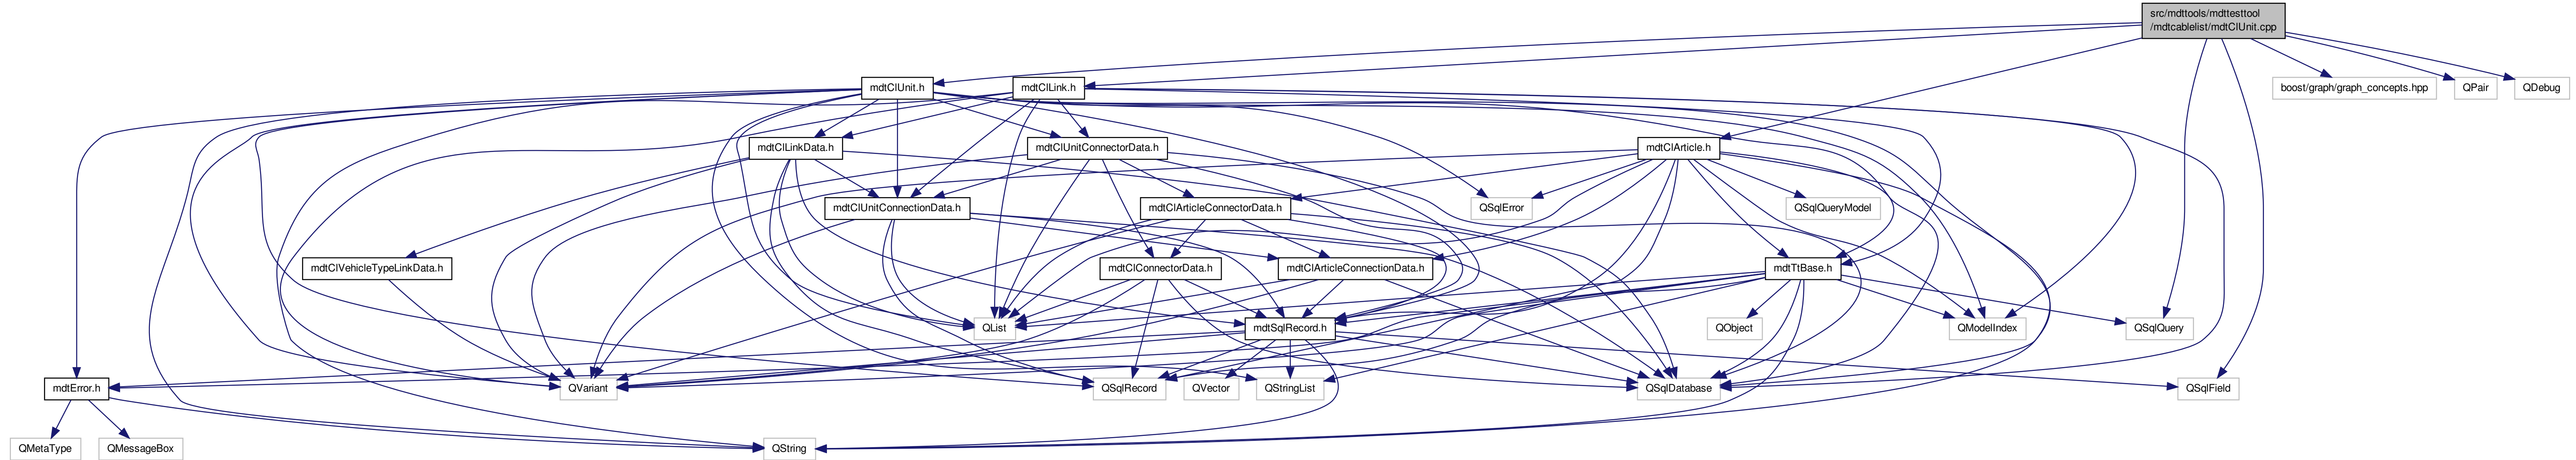 src/mdttools/mdttesttool
/mdtcablelist/mdtClUnit.cpp
mdtClUnit.h
mdtClLink.h
boost/graph/graph_concepts.hpp
QPair
QDebug
mdtClLinkData.h
mdtClUnitConnectorData.h
mdtClArticle.h
mdtClUnitConnectionData.h
mdtClArticleConnectorData.h
QSqlError
QSqlQueryModel
mdtClVehicleTypeLinkData.h
mdtClConnectorData.h
mdtClArticleConnectionData.h
mdtTtBase.h
QList
mdtSqlRecord.h
QObject
QModelIndex
QSqlQuery
mdtError.h
QVariant
QSqlRecord
QVector
QStringList
QSqlDatabase
QSqlField
QMetaType
QMessageBox
QString